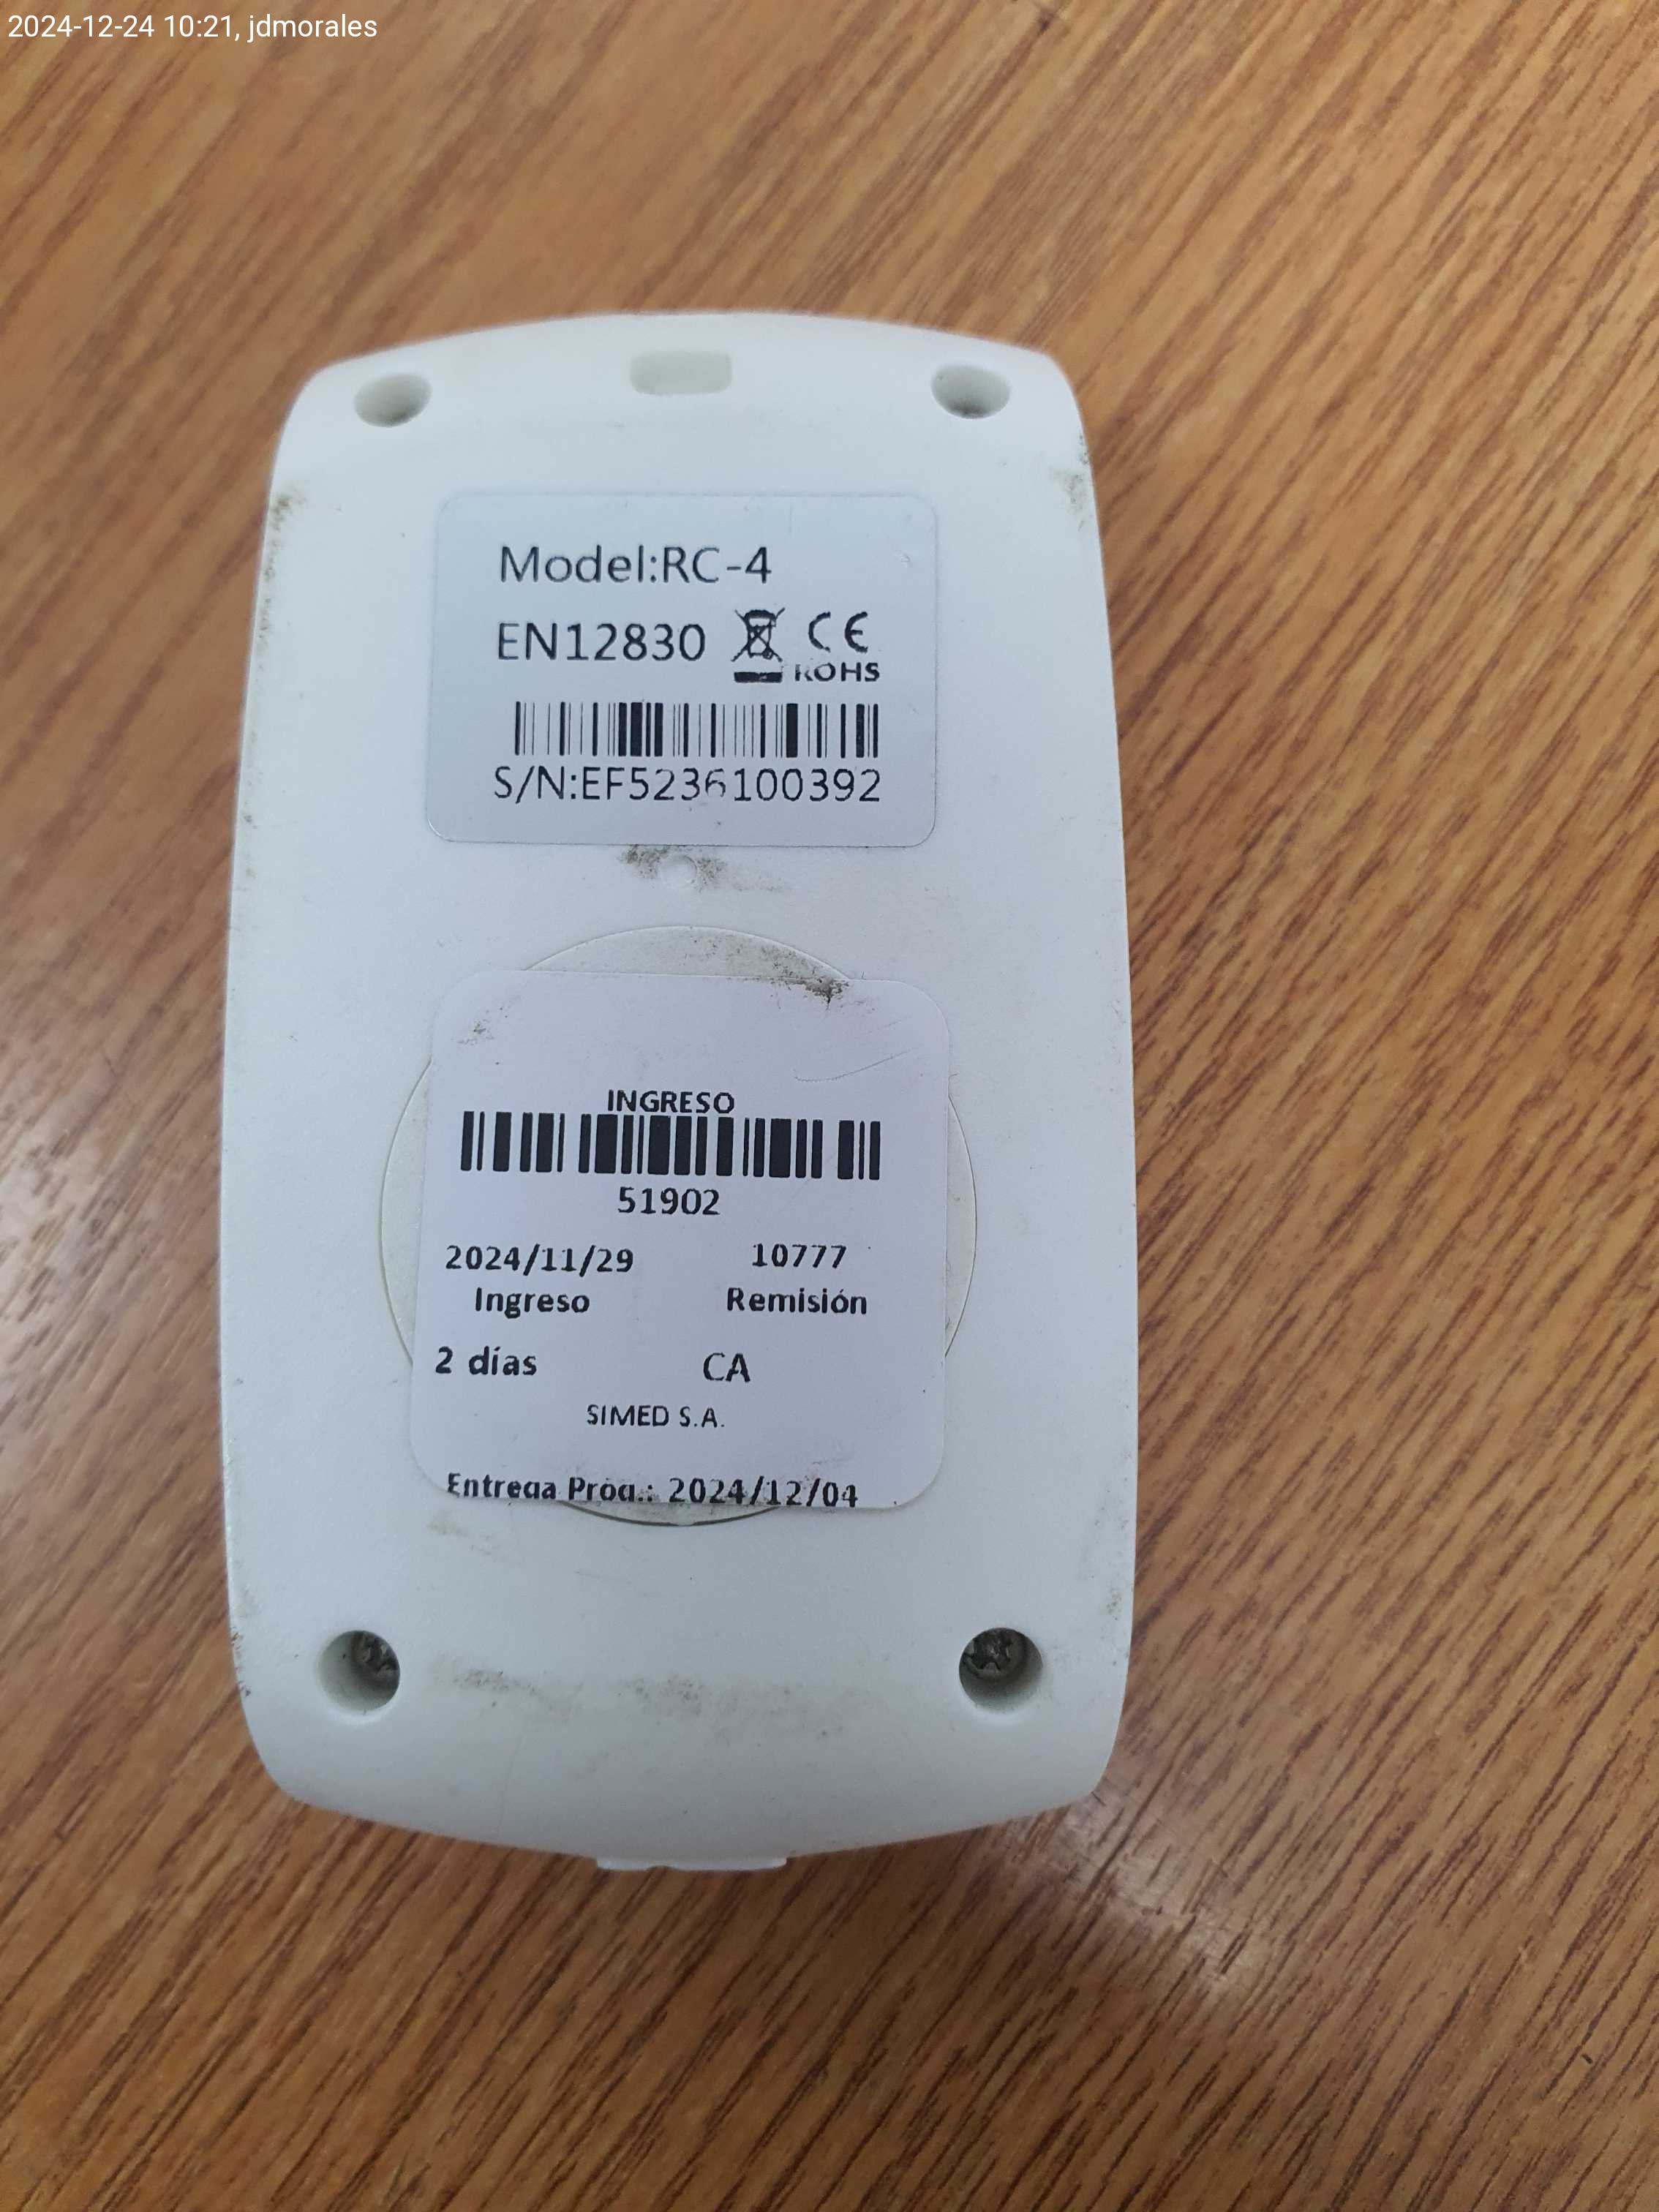 2024-12-24 10:21, jdmorales
Model:RC-4
EN12830 CE
ROHS
S/N:EF5236100392
INGRESO
51902
2024/11/29 10777
Ingreso Remisión
2 días CA
SIMED S.A.
Entrega Prog.: 2024/12/04